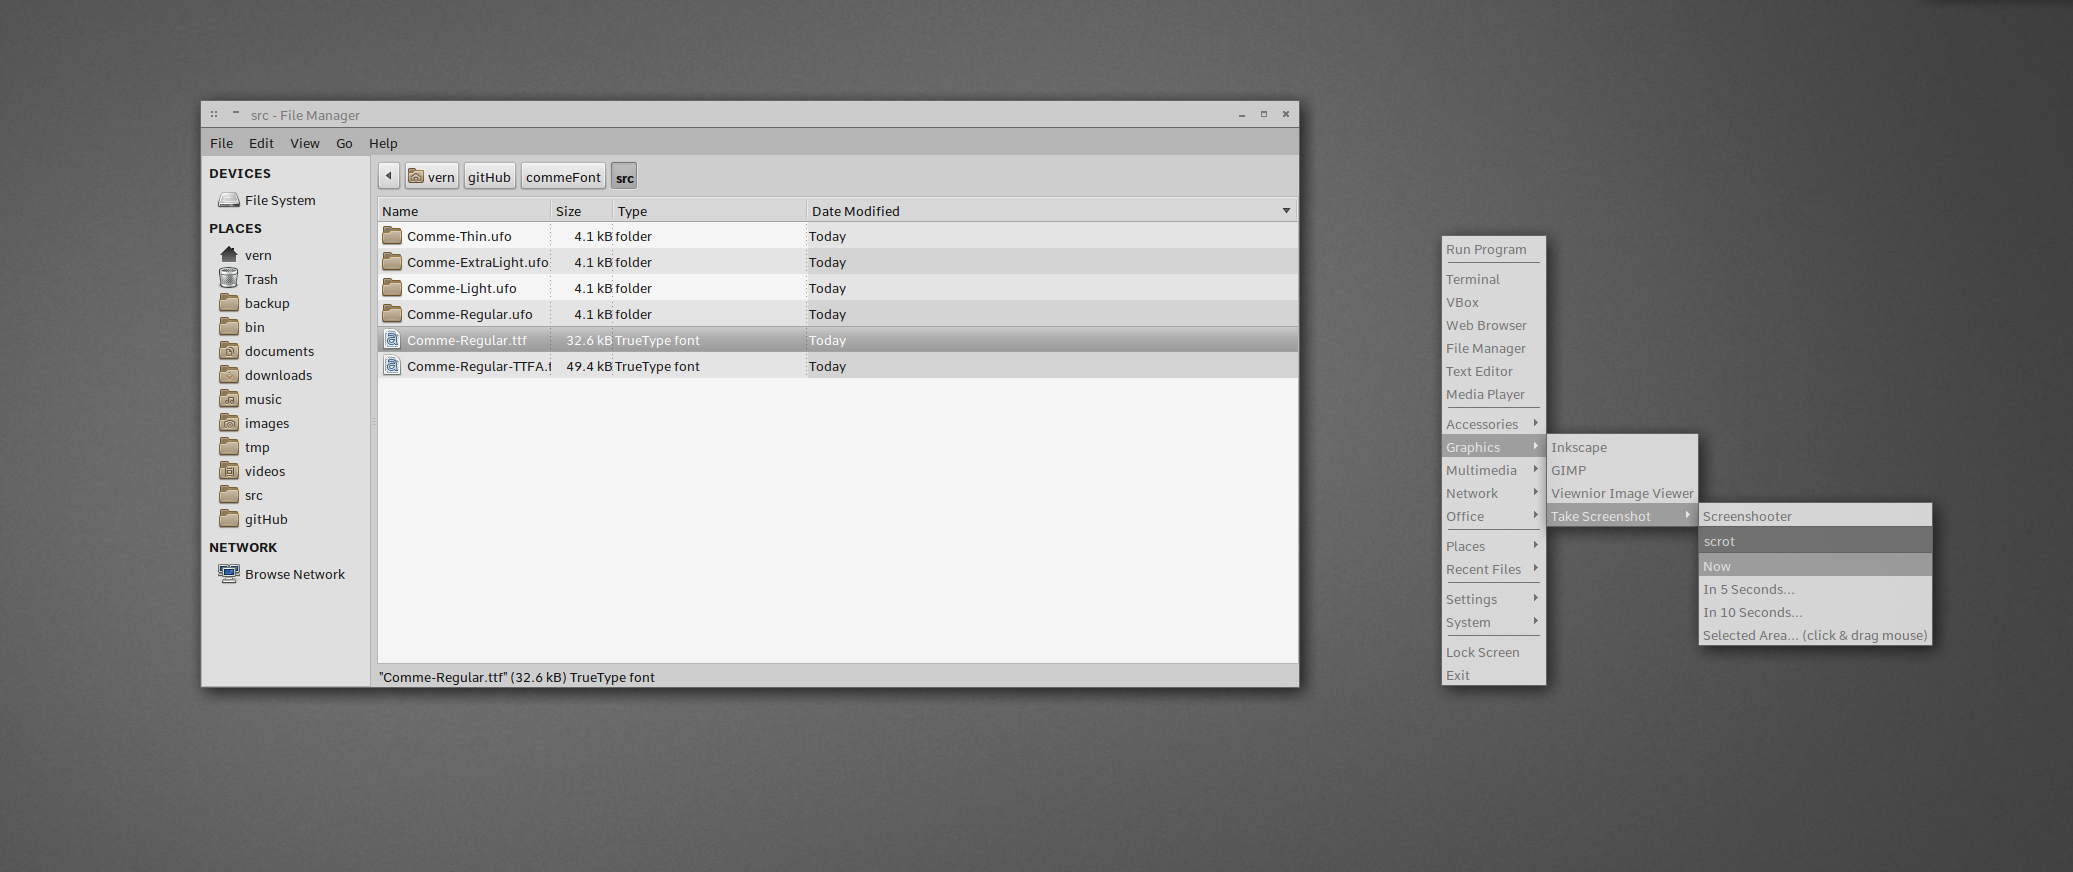 src - File Manager
File Edit View Go Help
DEVICES
File System
PLACES
vern
Trash
backup
bin
documents
downloads
music
images
tmp
videos
src
gitHub
NETWORK
Browse Network
vern gitHub commeFont src
Name Size Type Date Modified
Comme-Thin.ufo 4.1 kB folder Today
Comme-ExtraLight.ufo 4.1 kB folder Today
Comme-Light.ufo 4.1 kB folder Today
Comme-Regular.ufo 4.1 kB folder Today
Comme-Regular.ttf 32.6 kB TrueType font Today
Comme-Regular-TTFA.t 49.4 kB TrueType font Today
"Comme-Regular.ttf" (32.6 kB) TrueType font
Run Program
Terminal
VBox
Web Browser
File Manager
Text Editor
Media Player
Accessories
Graphics
Multimedia
Network
Office
Places
Recent Files
Settings
System
Lock Screen
Exit
Inkscape
GIMP
Viewnior Image Viewer
Take Screenshot
Screenshooter
scrot
Now
In 5 Seconds...
In 10 Seconds...
Selected Area... (click & drag mouse)